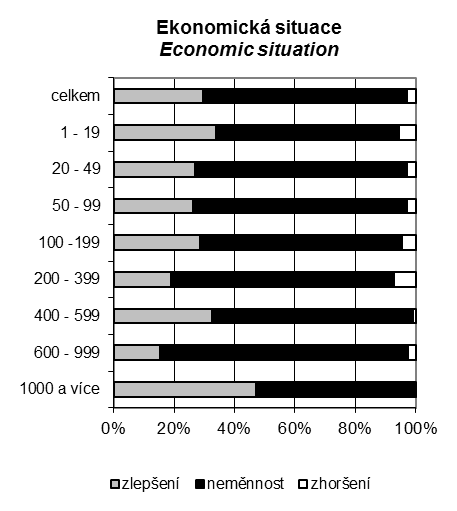 Ekonomická situace
Economic situation
celkem
1 - 19
20 - 49
50 - 99
100 -199
200 - 399
400 - 599
600 - 999
1000 a více
0% 20% 40% 60% 80% 100%
zlepšení neměnnost zhoršení